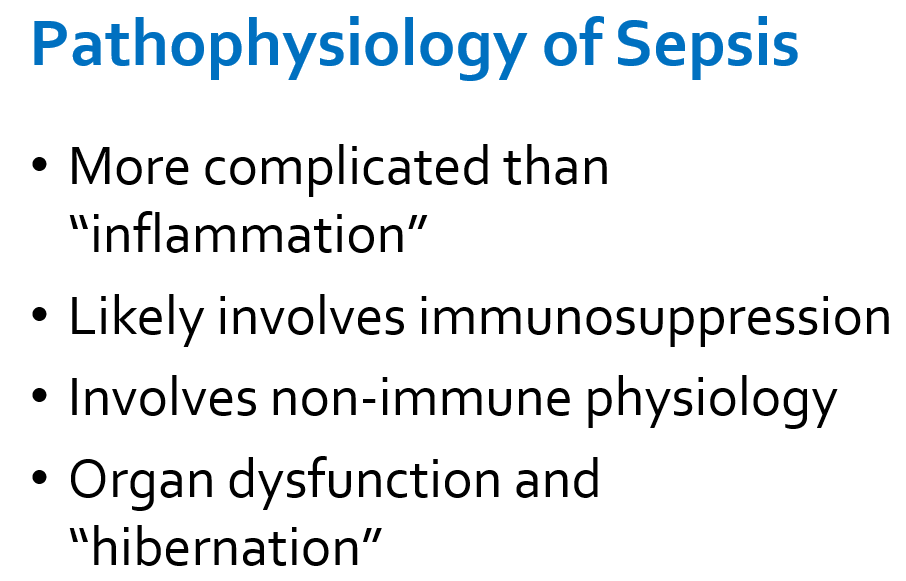 Pathophysiology of Sepsis
• More complicated than
“inflammation”
• Likely involves immunosuppression
• Involves non-immune physiology
• Organ dysfunction and
“hibernation”